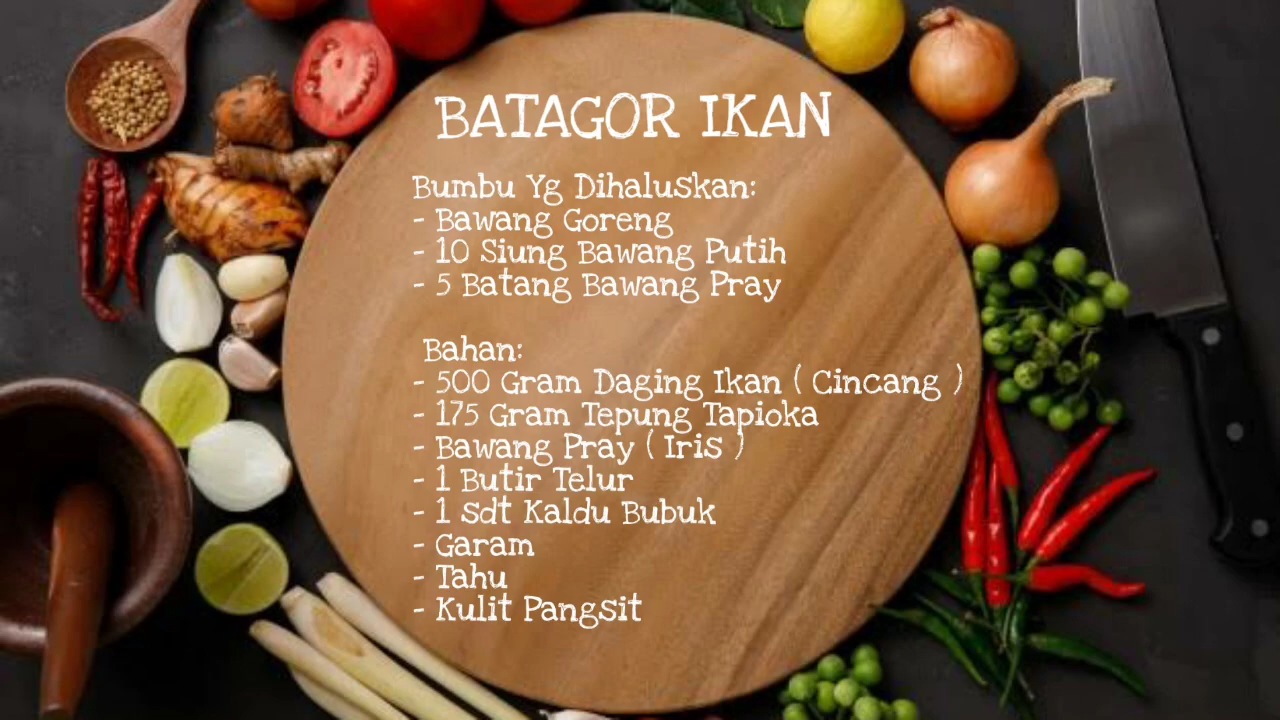 BATAGOR IKAN
Bumbu Yg Dihaluskan:
- Bawang Goreng
- 10 Siung Bawang Putih
- 5 Batang Bawang Pray
Bahan:
- 500 Gram Daging Ikan ( Cincang )
- 175 Gram Tepung Tapioka
- Bawang Pray ( Iris )
- 1 Butir Telur
- 1 sdt Kaldu Bubuk
- Garam
- Tahu
- Kulit Pangsit